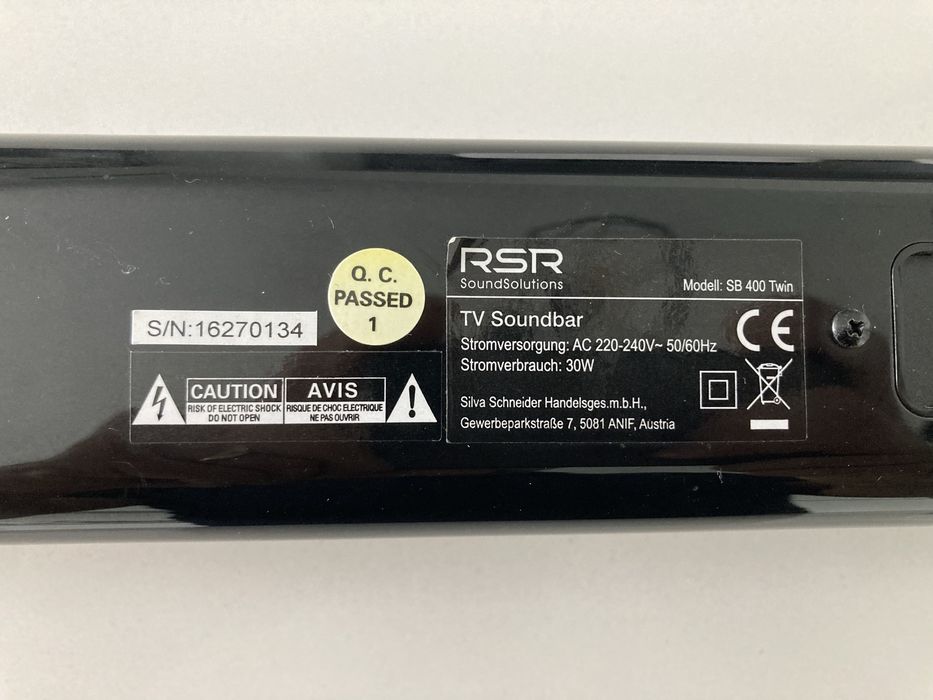 Q. C.
PASSED
1
S/N:16270134
CAUTION
RISK OF ELECTRIC SHOCK
DO NOT OPEN
AVIS
RISQUE DE CHOC ELECTRIQUE
NE PAS OUVRIR
RSR
SoundSolutions
Modell: SB 400 Twin
TV Soundbar
CE
Stromversorgung: AC 220-240V~ 50/60Hz
Stromverbrauch: 30W
Silva Schneider Handelsges.m.b.H.,
Gewerbeparkstraße 7, 5081 ANIF, Austria